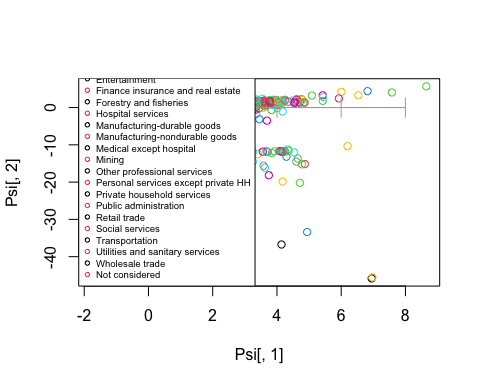 Entertainment
Finance insurance and real estate
Forestry and fisheries
Hospital services
Manufacturing-durable goods
Manufacturing-nondurable goods
Medical except hospital
Mining
Other professional services
Personal services except private HH
Private household services
Public administration
Retail trade
Social services
Transportation
Utilities and sanitary services
Wholesale trade
Not considered
Psi[, 2]
0
-10
-20
-30
-40
-2 0 2 4 6 8
Psi[, 1]